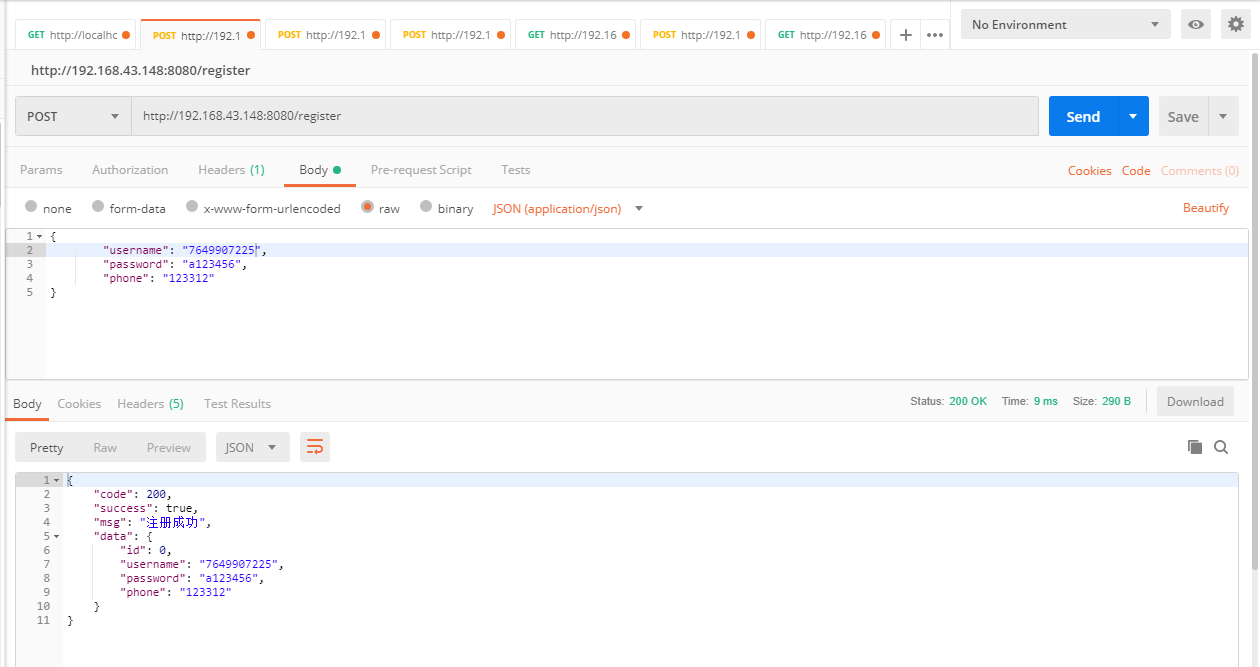 GET http://localhc POST http://192.1 POST http://192.1 POST http://192.1 GET http://192.16 POST http://192.1 GET http://192.16 + ••• No Environment
http://192.168.43.148:8080/register
POST http://192.168.43.148:8080/register Send Save
Params Authorization Headers (1) Body Pre-request Script Tests Cookies Code Comments (0)
none form-data x-www-form-urlencoded raw binary JSON (application/json) Beautify
1 {
2 "username": "7649907225",
3 "password": "a123456",
4 "phone": "123312"
5 }
Body Cookies Headers (5) Test Results Status: 200 OK Time: 9 ms Size: 290 B Download
Pretty Raw Preview JSON
1 {
2 "code": 200,
3 "success": true,
4 "msg": "注册成功",
5 "data": {
6 "id": 0,
7 "username": "7649907225",
8 "password": "a123456",
9 "phone": "123312"
10 }
11 }